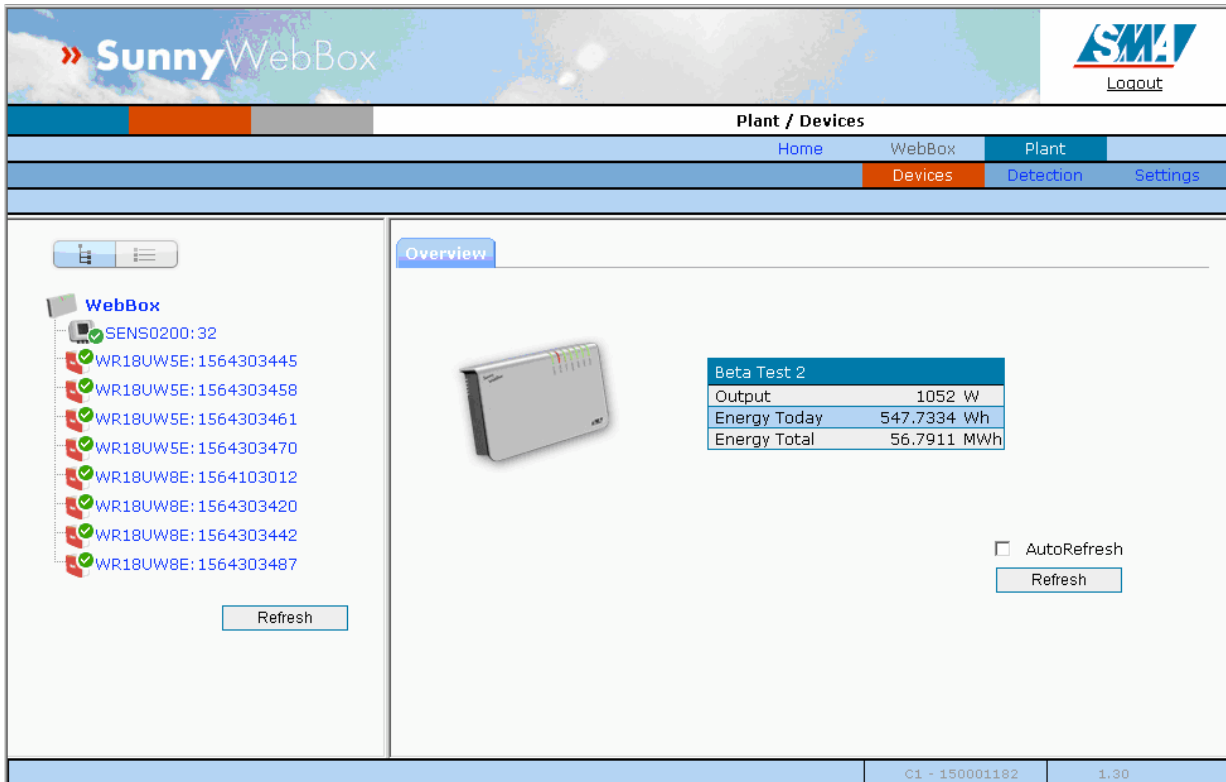 » SunnyWebBox
SMA
Logout
Plant / Devices
Home WebBox Plant
Devices Detection Settings
Overview
WebBox
SENS0200:32
WR18UW5E:1564303445
WR18UW5E:1564303458
WR18UW5E:1564303461
WR18UW5E:1564303470
WR18UW8E:1564103012
WR18UW8E:1564303420
WR18UW8E:1564303442
WR18UW8E:1564303487
Refresh
Beta Test 2
Output 1052 W
Energy Today 547.7334 Wh
Energy Total 56.7911 MWh
AutoRefresh
Refresh
C1 - 150001182 1.30